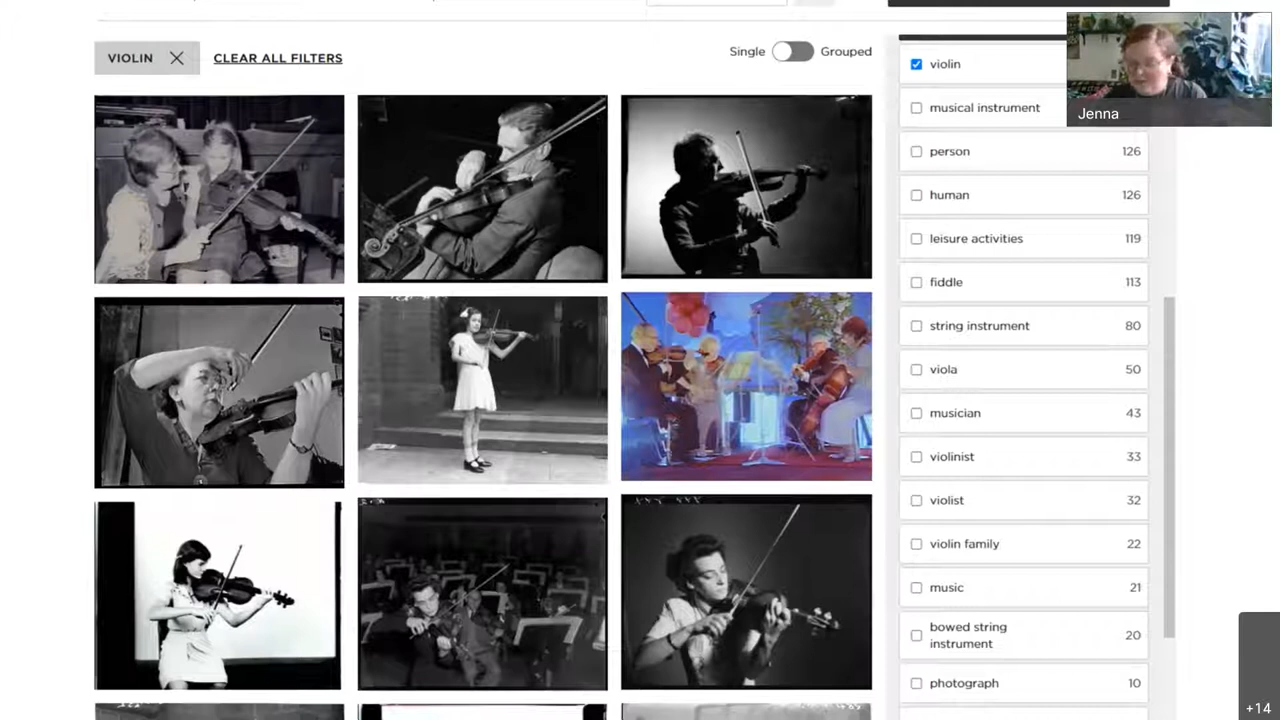 VIOLIN
CLEAR ALL FILTERS
Single
Grouped
violin
musical instrument
person 126
human 126
leisure activities 119
fiddle 113
string instrument 80
viola 50
musician 43
violinist 33
violist 32
violin family 22
music 21
bowed string
instrument 20
photograph 10
Jenna
+14